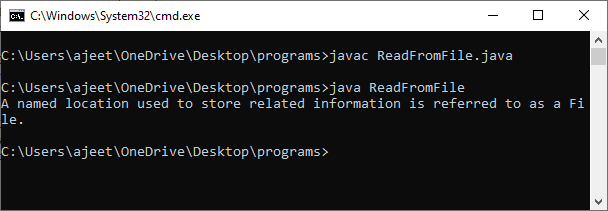 C:\Windows\System32\cmd.exe
C:\Users\ajeet\OneDrive\Desktop\programs>javac ReadFromFile.java
C:\Users\ajeet\OneDrive\Desktop\programs>java ReadFromFile
A named location used to store related information is referred to as a Fi
le.
C:\Users\ajeet\OneDrive\Desktop\programs>